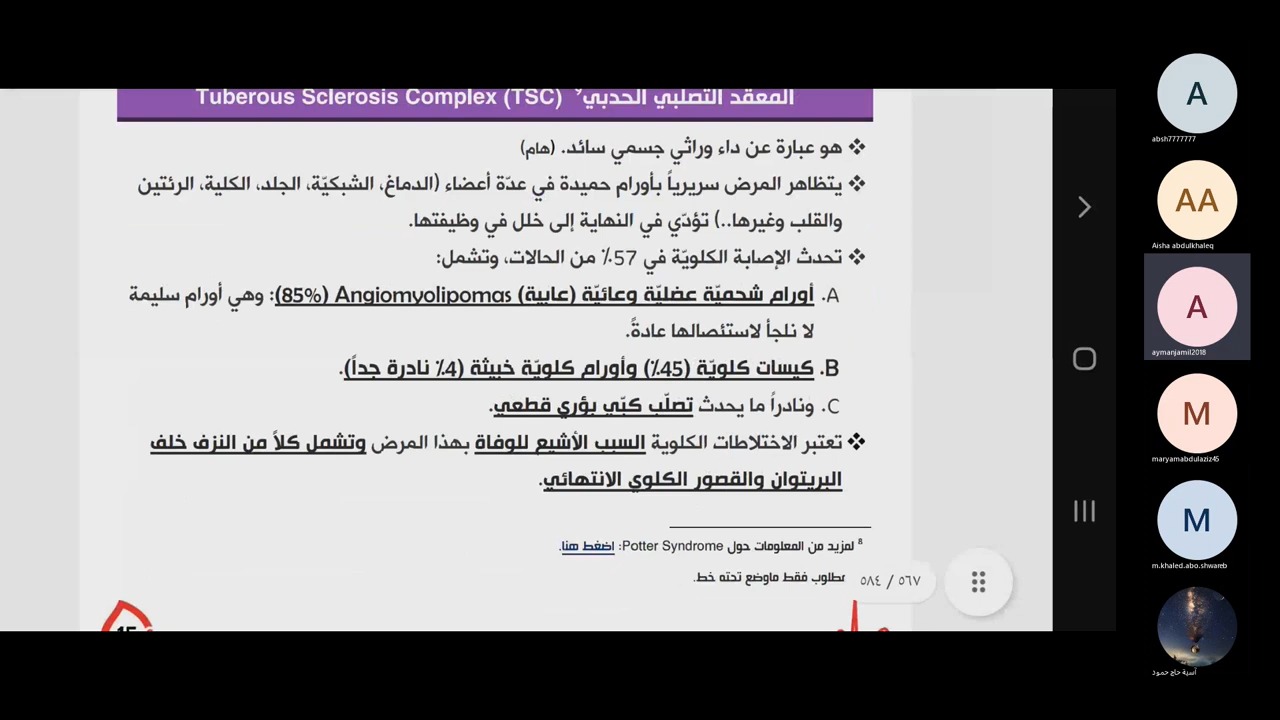 المعقد التصلبي الحدبي⁹ Tuberous Sclerosis Complex (TSC)
❖ هو عبارة عن داء وراثي جسمي سائد. (هام)
❖ يتظاهر المرض سريرياً بأورام حميدة في عدّة أعضاء (الدماغ، الشبكيّة، الجلد، الكلية، الرئتين
والقلب وغيرها..) تؤدّي في النهاية إلى خلل في وظيفتها.
❖ تحدث الإصابة الكلويّة في 57٪ من الحالات، وتشمل:
A. أورام شحميّة عضليّة وعائيّة (عابية) Angiomyolipomas (85%): وهي أورام سليمة
لا نلجأ لاستئصالها عادةً.
B. كيسات كلويّة (45٪) وأورام كلويّة خبيثة (4٪ نادرة جداً).
C. ونادراً ما يحدث تصلّب كبّي بؤري قطعي.
❖ تعتبر الاختلاطات الكلوية السبب الأشيع للوفاة بهذا المرض وتشمل كلاً من النزف خلف
البريتوان والقصور الكلوي الانتهائي.
⁸ لمزيد من المعلومات حول Potter Syndrome: اضغط هنا.
مطلوب فقط ماوضع تحته خط.
٥٦٧ / ٥٨٤
A
absh7777777
AA
Aisha abdulkhaleq
A
aymanjamil2018
M
maryamabdulaziz45
M
m.khaled.abo.shwareb
آسية حاج حمود